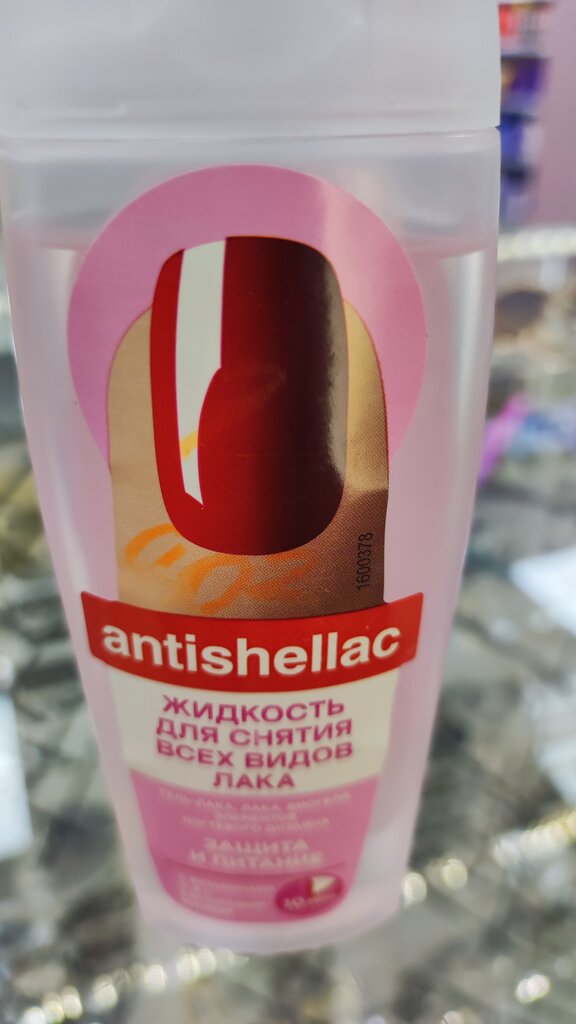 1600378
antishellac
ЖИДКОСТЬ
ДЛЯ СНЯТИЯ
ВСЕХ ВИДОВ
ЛАКА
ГЕЛЬ-ЛАКА, ЛАКА, БИОГЕЛЯ,
ЭЛЕМЕНТОВ
НОГТЕВОГО ДИЗАЙНА
ЗАЩИТА
И ПИТАНИЕ